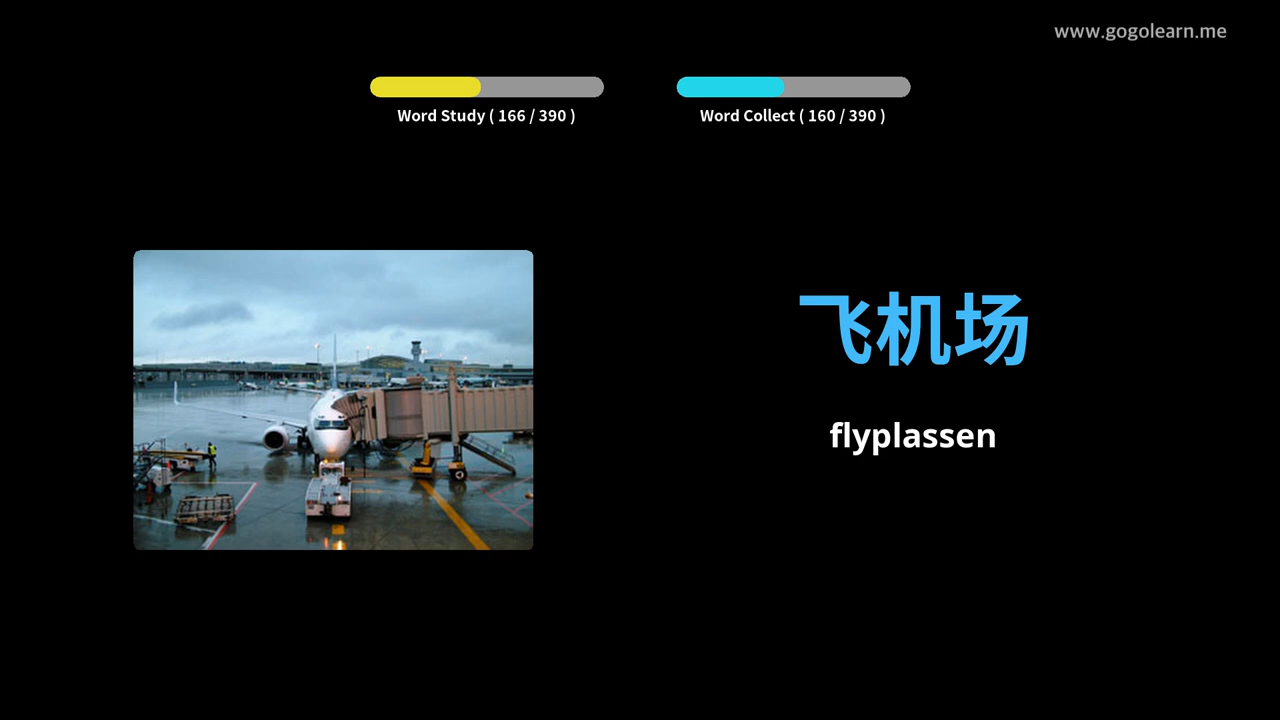 www.gogolearn.me
Word Study ( 166 / 390 )
Word Collect ( 160 / 390 )
飞机场
flyplassen